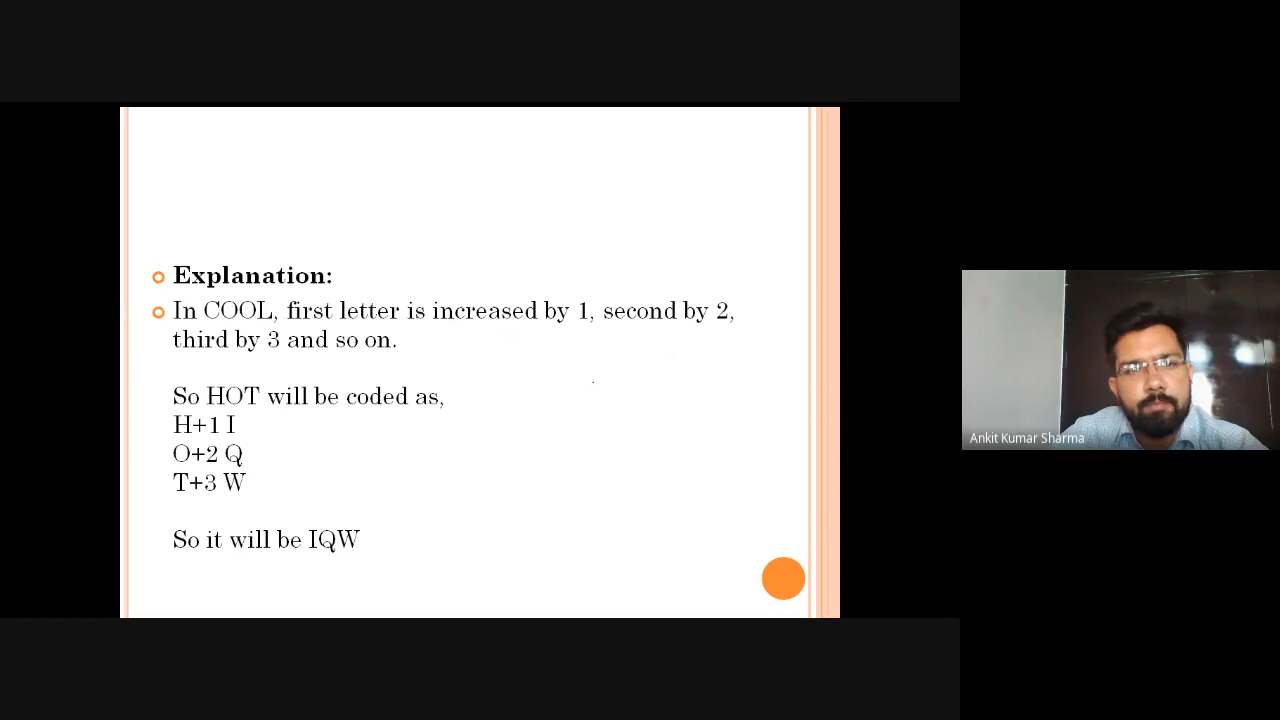 Explanation:
In COOL, first letter is increased by 1, second by 2,
third by 3 and so on.
So HOT will be coded as,
H+1 I
O+2 Q
T+3 W
So it will be IQW
Ankit Kumar Sharma